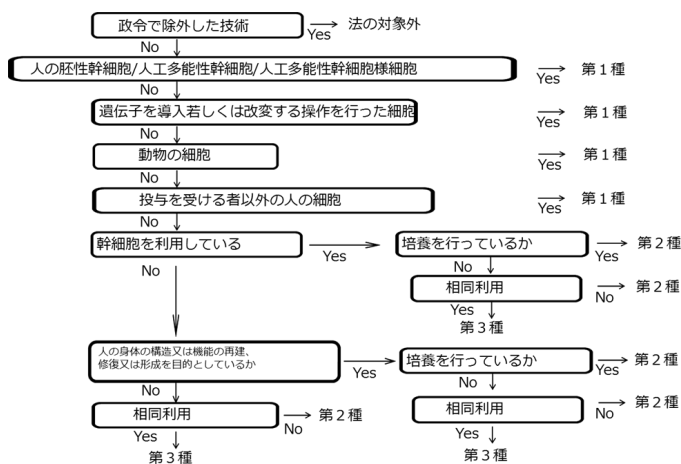 政令で除外した技術
Yes
法の対象外
No
人の胚性幹細胞/人工多能性幹細胞/人工多能性幹細胞様細胞
Yes
第１種
No
遺伝子を導入若しくは改変する操作を行った細胞
Yes
第１種
No
動物の細胞
Yes
第１種
No
投与を受ける者以外の人の細胞
Yes
第１種
No
幹細胞を利用している
Yes
培養を行っているか
Yes
第２種
No
No
相同利用
No
第２種
Yes
第３種
人の身体の構造又は機能の再建、
修復又は形成を目的としているか
Yes
培養を行っているか
Yes
第２種
No
No
相同利用
No
第２種
Yes
第３種
相同利用
No
第２種
Yes
第３種